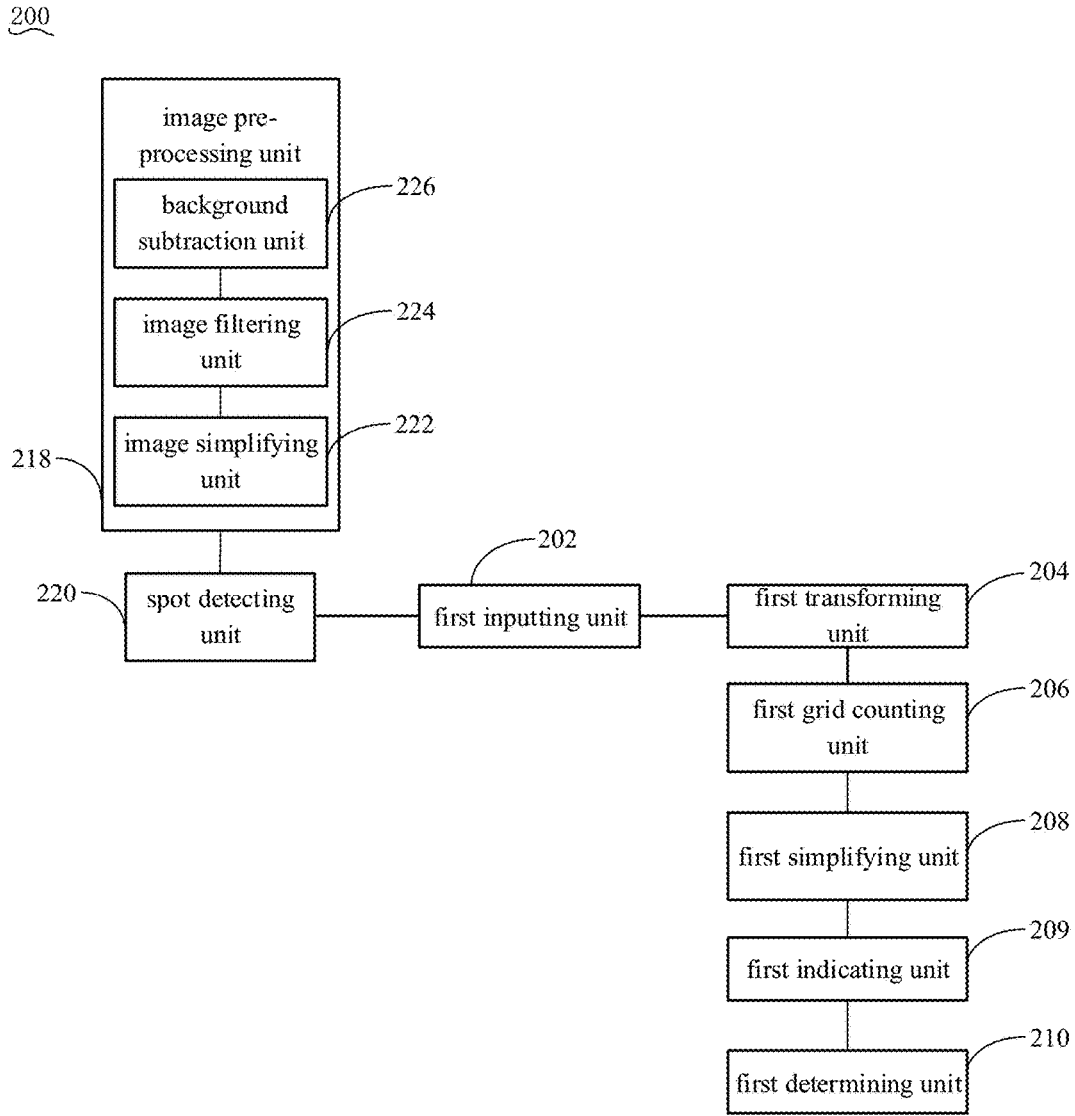 200
image pre-
processing unit
226
background
subtraction unit
224
image filtering
unit
222
image simplifying
unit
218
202
204
220
spot detecting
unit
first inputting unit
first transforming
unit
206
first grid counting
unit
208
first simplifying unit
209
first indicating unit
210
first determining unit